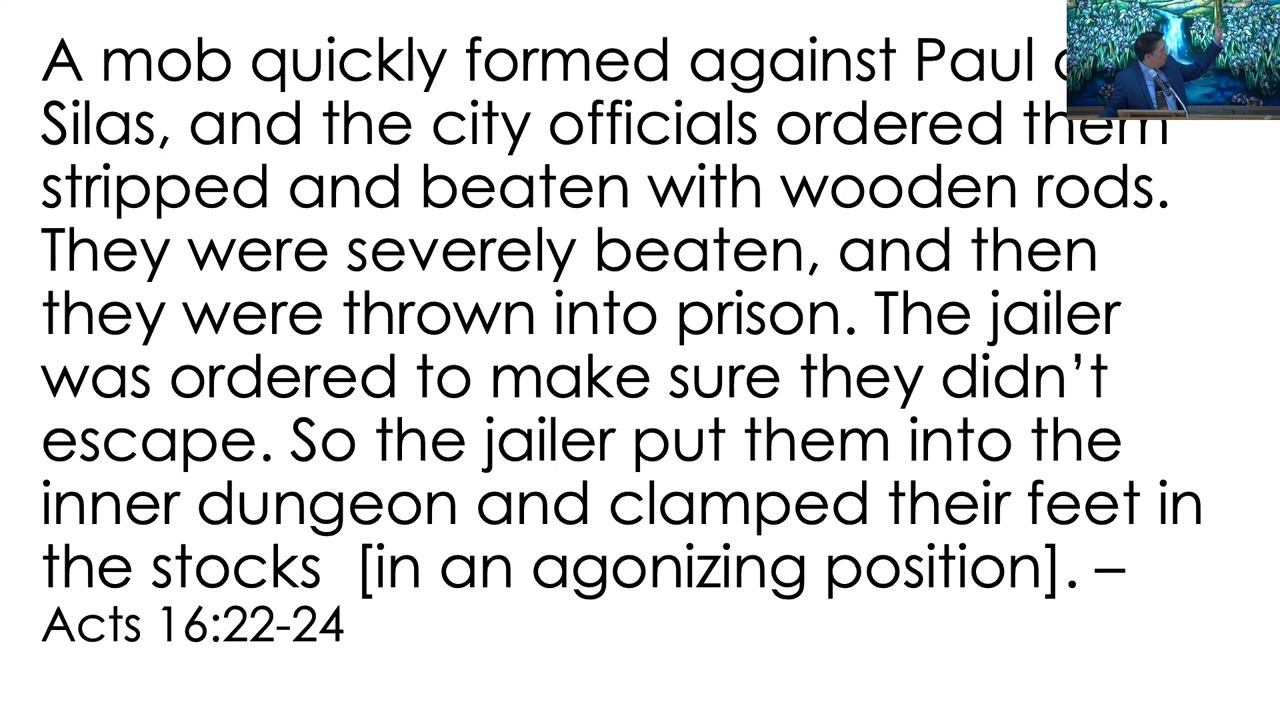 A mob quickly formed against Paul
Silas, and the city officials ordered them
stripped and beaten with wooden rods.
They were severely beaten, and then
they were thrown into prison. The jailer
was ordered to make sure they didn’t
escape. So the jailer put them into the
inner dungeon and clamped their feet in
the stocks  [in an agonizing position]. –
Acts 16:22-24